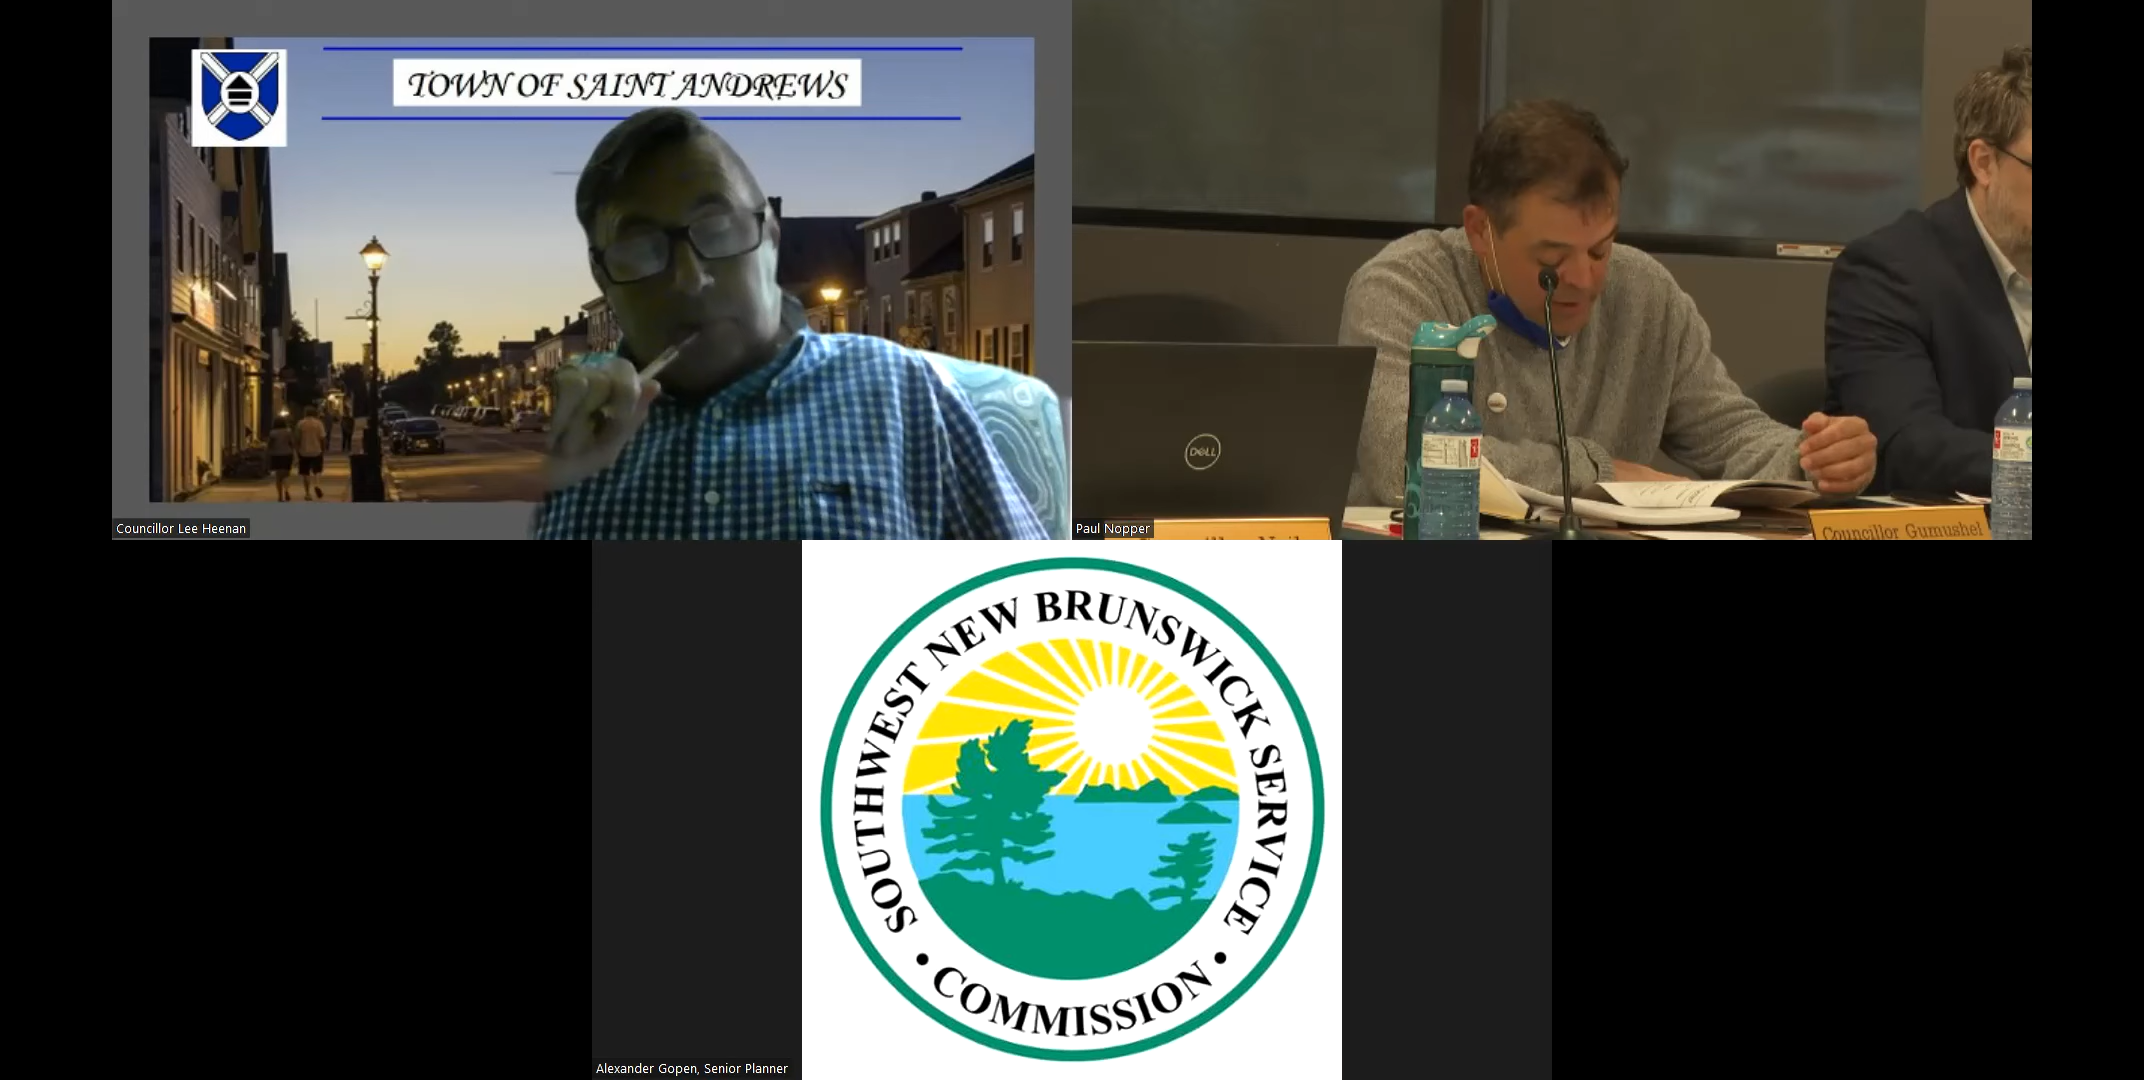 TOWN OF SAINT ANDREWS
Councillor Lee Heenan
DELL
Councillor Gumushel
Paul Nopper
SOUTHWEST NEW BRUNSWICK SERVICE
• COMMISSION •
Alexander Gopen, Senior Planner